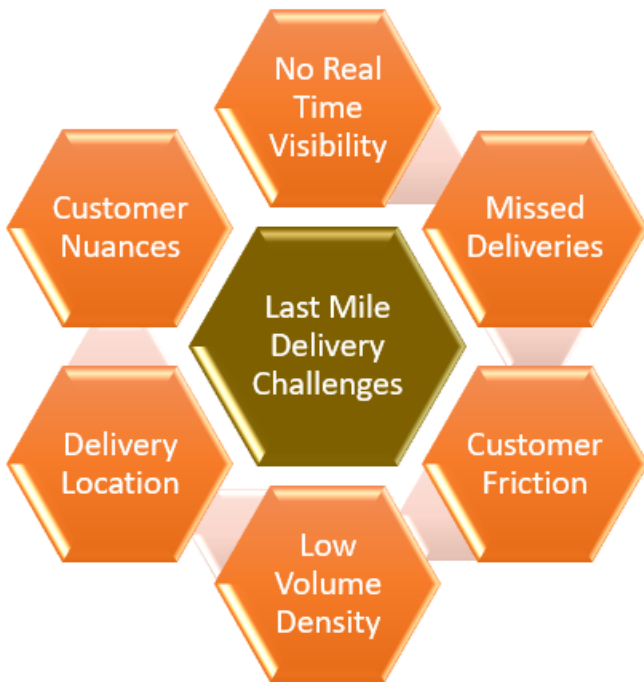 No Real
Time
Visibility
Missed
Deliveries
Customer
Friction
Low
Volume
Density
Delivery
Location
Customer
Nuances
Last Mile
Delivery
Challenges